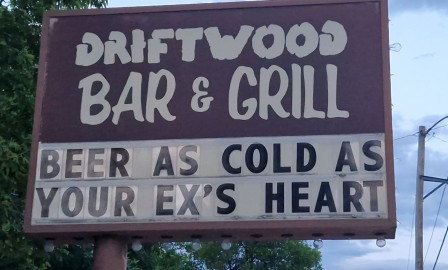 DRIFTWOOD
BAR & GRILL
BEER AS COLD AS
YOUR EX'S HEART